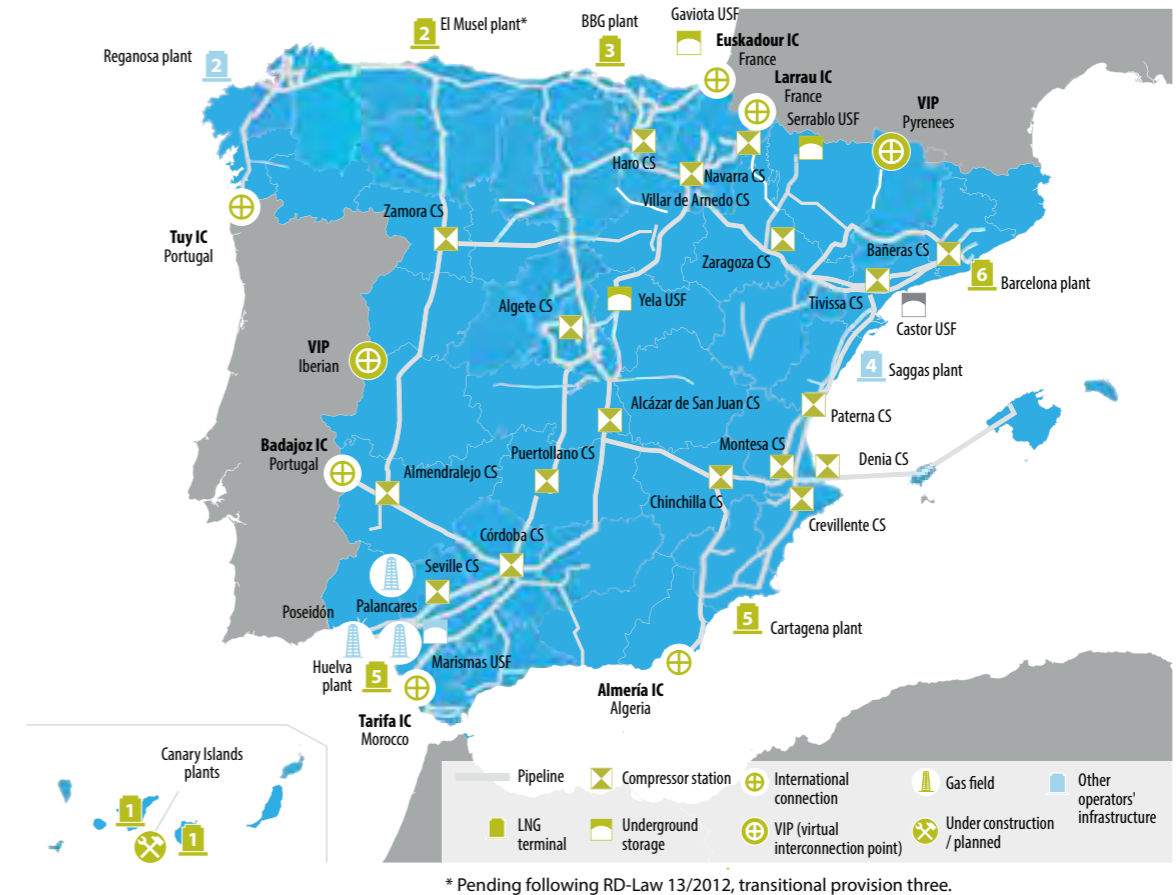 Gaviota USF
El Musel plant*
2
BBG plant
3
Euskadour IC
France
Reganosa plant
2
Larrau IC
France
Serrablo USF
VIP
Pyrenees
Haro CS
Navarra CS
Villar de Arnedo CS
Zamora CS
Tuy IC
Portugal
Zaragoza CS
Bañeras CS
6
Barcelona plant
Tivissa CS
Algete CS
Yela USF
Castor USF
VIP
Iberian
4
Saggas plant
Alcázar de San Juan CS
Paterna CS
Badajoz IC
Portugal
Puertollano CS
Montesa CS
Denia CS
Almendralejo CS
Chinchilla CS
Crevillente CS
Córdoba CS
Seville CS
Poseidón
Palancares
5
Cartagena plant
Huelva
plant
5
Marismas USF
Almería IC
Algeria
Tarifa IC
Morocco
Canary Islands
plants
1
1
Pipeline
Compressor station
International
connection
Gas field
Other
operators'
infrastructure
LNG
terminal
Underground
storage
VIP (virtual
interconnection point)
Under construction
/ planned
* Pending following RD-Law 13/2012, transitional provision three.